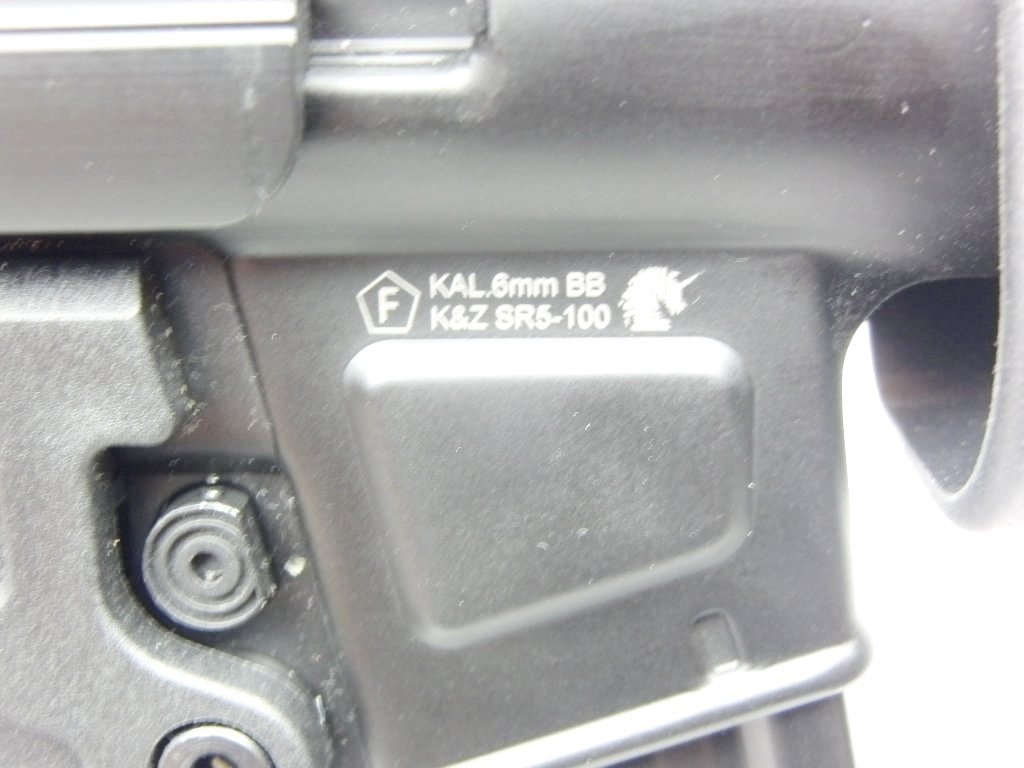 F KAL.6mm BB
K&Z SR5-100